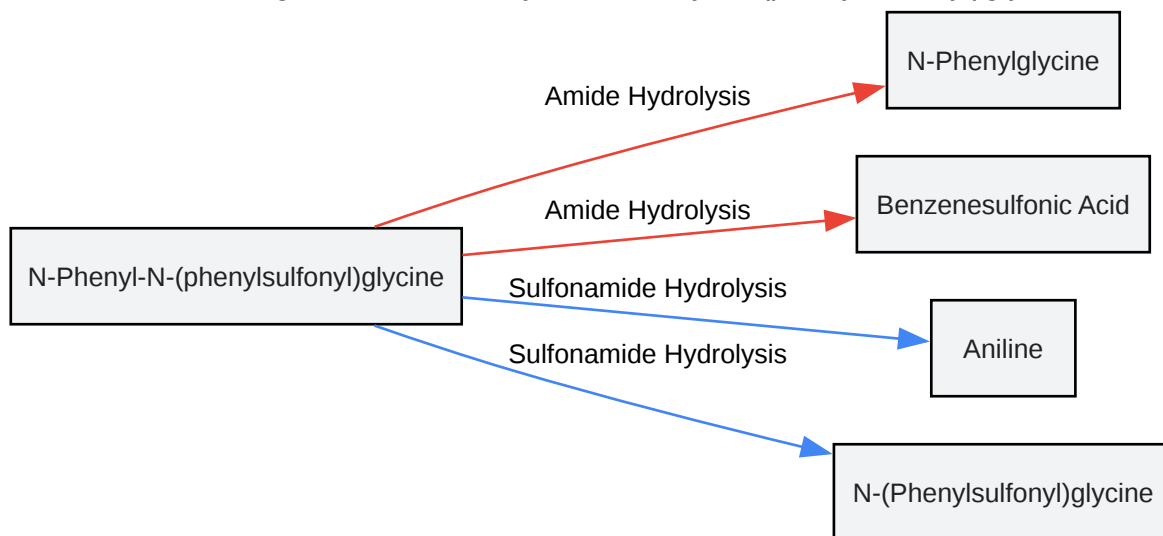 N-Phenylglycine
Amide Hydrolysis
Amide Hydrolysis
Benzenesulfonic Acid
N-Phenyl-N-(phenylsulfonyl)glycine
Sulfonamide Hydrolysis
Aniline
Sulfonamide Hydrolysis
N-(Phenylsulfonyl)glycine